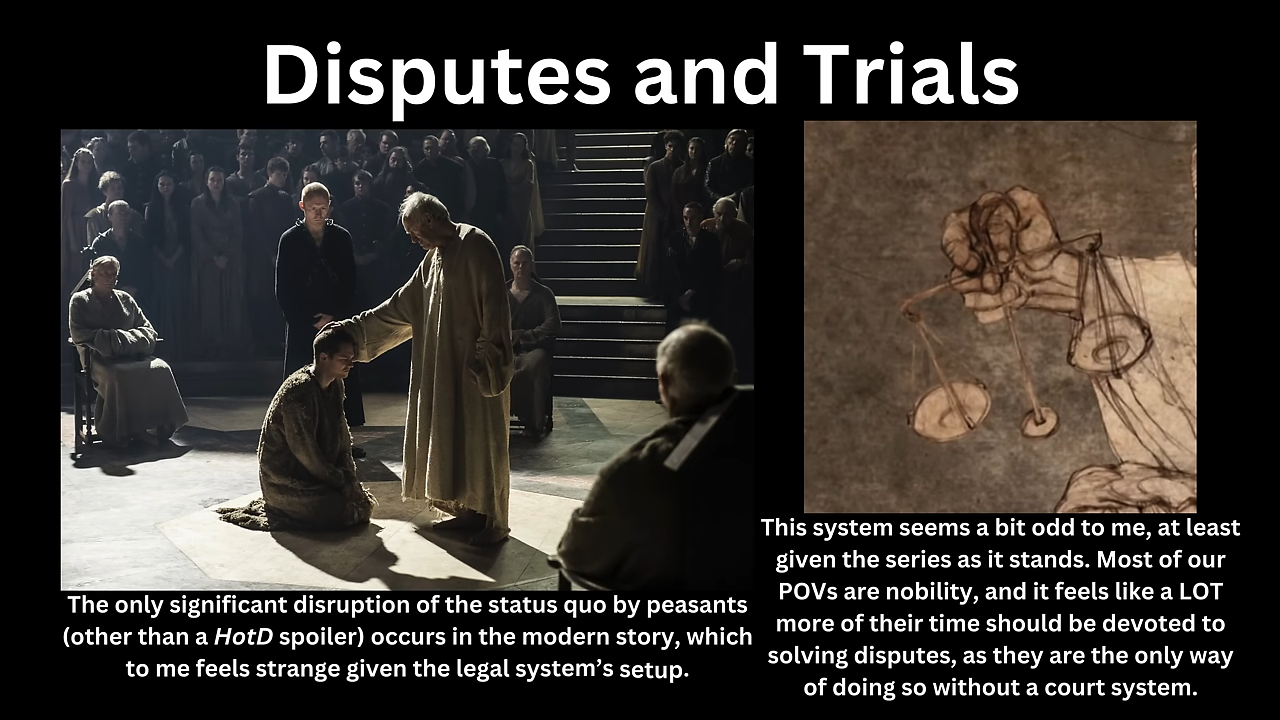 Disputes and Trials
The only significant disruption of the status quo by peasants
(other than a HotD spoiler) occurs in the modern story, which
to me feels strange given the legal system’s setup.
This system seems a bit odd to me, at least
given the series as it stands. Most of our
POVs are nobility, and it feels like a LOT
more of their time should be devoted to
solving disputes, as they are the only way
of doing so without a court system.